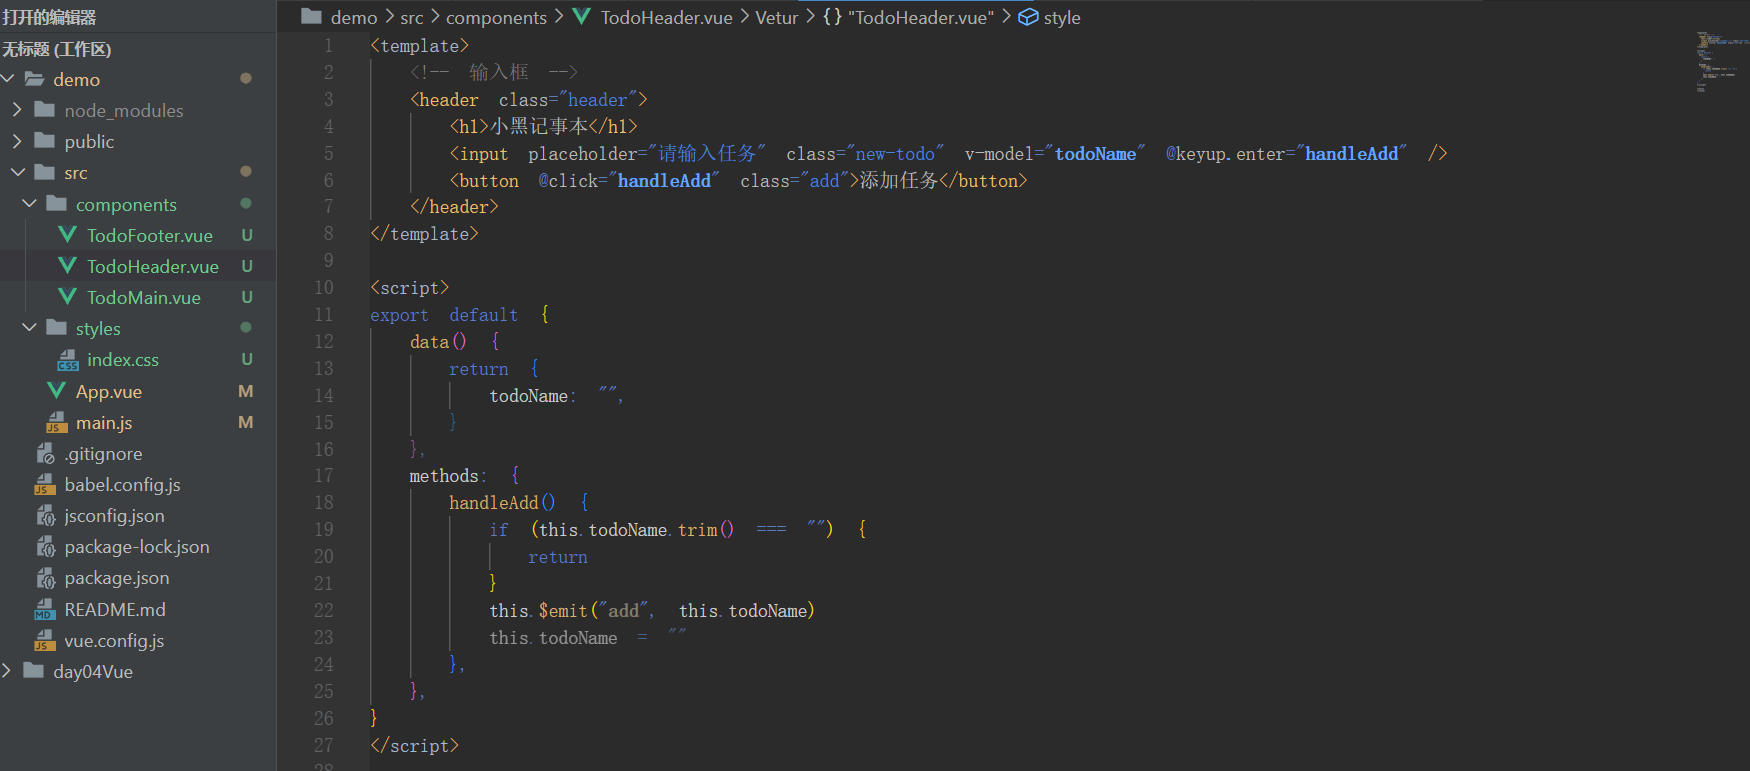 打开的编辑器
无标题 (工作区)
demo
node_modules
public
src
components
TodoFooter.vue U
TodoHeader.vue U
TodoMain.vue U
styles
index.css U
App.vue M
main.js M
.gitignore
babel.config.js
jsconfig.json
package-lock.json
package.json
README.md
vue.config.js
day04Vue
demo > src > components > TodoHeader.vue > Vetur > {} "TodoHeader.vue" > style
1 <template>
2 <!-- 输入框 -->
3 <header class="header">
4 <h1>小黑记事本</h1>
5 <input placeholder="请输入任务" class="new-todo" v-model="todoName" @keyup.enter="handleAdd" />
6 <button @click="handleAdd" class="add">添加任务</button>
7 </header>
8 </template>
9
10 <script>
11 export default {
12 data() {
13 return {
14 todoName: "",
15 }
16 },
17 methods: {
18 handleAdd() {
19 if (this.todoName.trim() === "") {
20 return
21 }
22 this.$emit("add", this.todoName)
23 this.todoName = ""
24 },
25 },
26 }
27 </script>
28